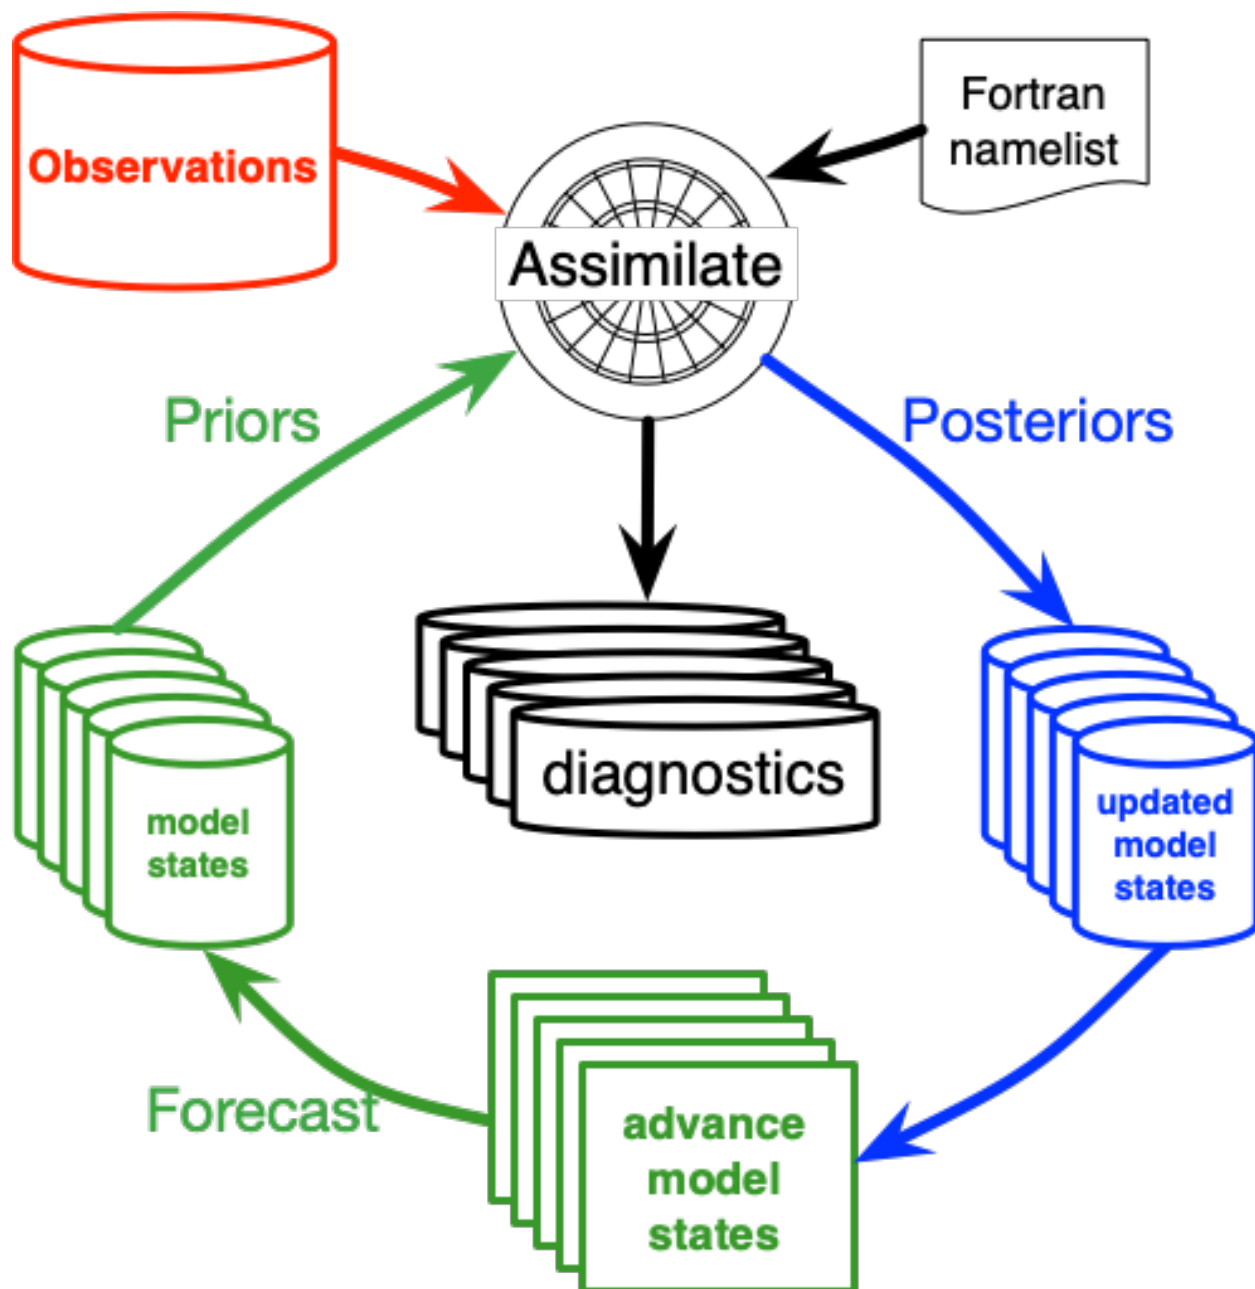 Observations
Fortran
namelist
Assimilate
Priors
Posteriors
diagnostics
model
states
updated
model
states
Forecast
advance
model
states